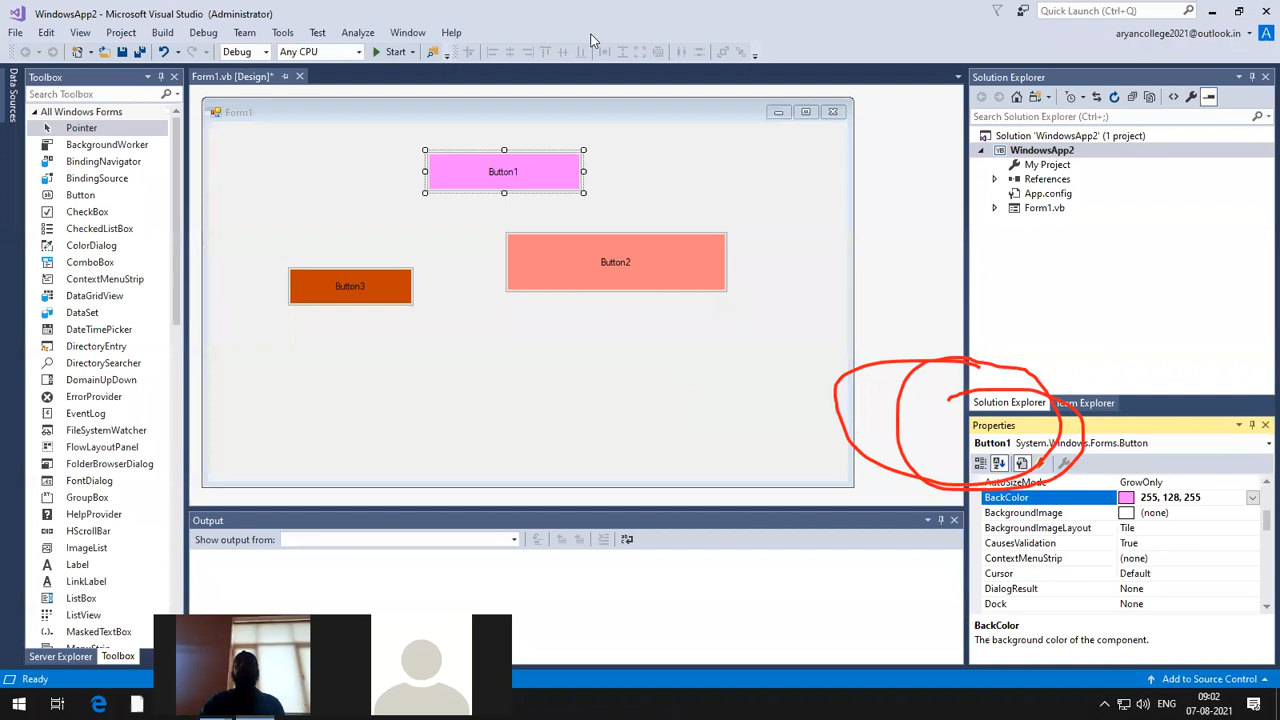 WindowsApp2 - Microsoft Visual Studio (Administrator)
Quick Launch (Ctrl+Q)
File Edit View Project Build Debug Team Tools Test Analyze Window Help
aryancollege2021@outlook.in A
Debug Any CPU Start
Data Sources
Toolbox
Search Toolbox
All Windows Forms
Pointer
BackgroundWorker
BindingNavigator
BindingSource
Button
CheckBox
CheckedListBox
ColorDialog
ComboBox
ContextMenuStrip
DataGridView
DataSet
DateTimePicker
DirectoryEntry
DirectorySearcher
DomainUpDown
ErrorProvider
EventLog
FileSystemWatcher
FlowLayoutPanel
FolderBrowserDialog
FontDialog
GroupBox
HelpProvider
HScrollBar
ImageList
Label
LinkLabel
ListBox
ListView
MaskedTextBox
Server Explorer Toolbox
Form1.vb [Design]*
Form1
Button1
Button2
Button3
Output
Show output from:
Solution Explorer
Search Solution Explorer (Ctrl+;)
Solution 'WindowsApp2' (1 project)
VB WindowsApp2
My Project
References
App.config
Form1.vb
Solution Explorer Team Explorer
Properties
Button1 System.Windows.Forms.Button
AutoSizeMode GrowOnly
BackColor 255, 128, 255
BackgroundImage (none)
BackgroundImageLayout Tile
CausesValidation True
ContextMenuStrip (none)
Cursor Default
DialogResult None
Dock None
BackColor
The background color of the component.
Ready
Add to Source Control
ENG
09:02
07-08-2021